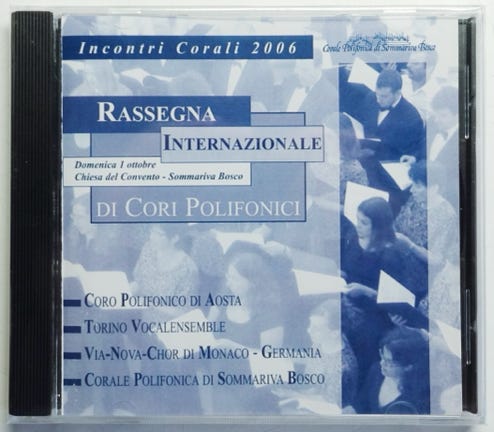 Incontri Corali 2006
Corale Polifonica di Sommariva Bosco
RASSEGNA
INTERNAZIONALE
Domenica 1 ottobre
Chiesa del Convento - Sommariva Bosco
DI CORI POLIFONICI
CORO POLIFONICO DI AOSTA
TORINO VOCALENSEMBLE
VIA-NOVA-CHOR DI MONACO - GERMANIA
CORALE POLIFONICA DI SOMMARIVA BOSCO